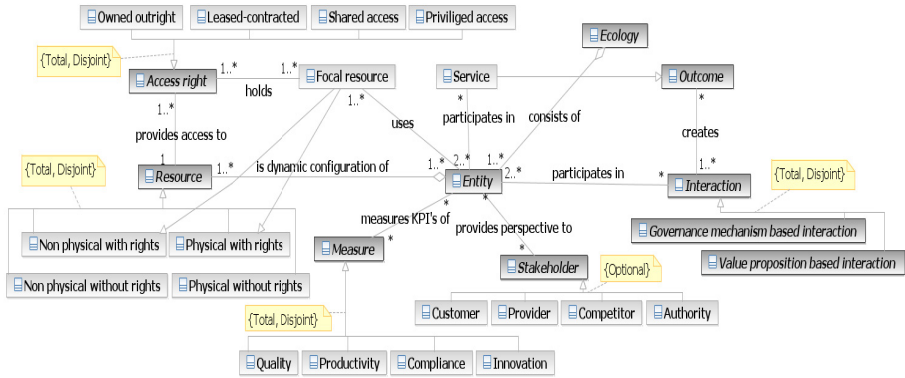 Owned outright
Leased-contracted
Shared access
Priviliged access
Ecology
{Total, Disjoint}
Access right
1..*
1..*
holds
Focal resource
Service
Outcome
1..*
1..*
*
*
provides access to
uses
participates in
consists of
creates
1
1..*
is dynamic configuration of
1..*
2..*
1..*
2..*
participates in
*
1..*
{Total, Disjoint}
Resource
Entity
Interaction
{Total, Disjoint}
*
*
measures KPI's of
provides perspective to
Non physical with rights
Physical with rights
*
*
Measure
Stakeholder
Governance mechanism based interaction
Value proposition based interaction
Non physical without rights
Physical without rights
{Optional}
{Total, Disjoint}
Customer
Provider
Competitor
Authority
Quality
Productivity
Compliance
Innovation